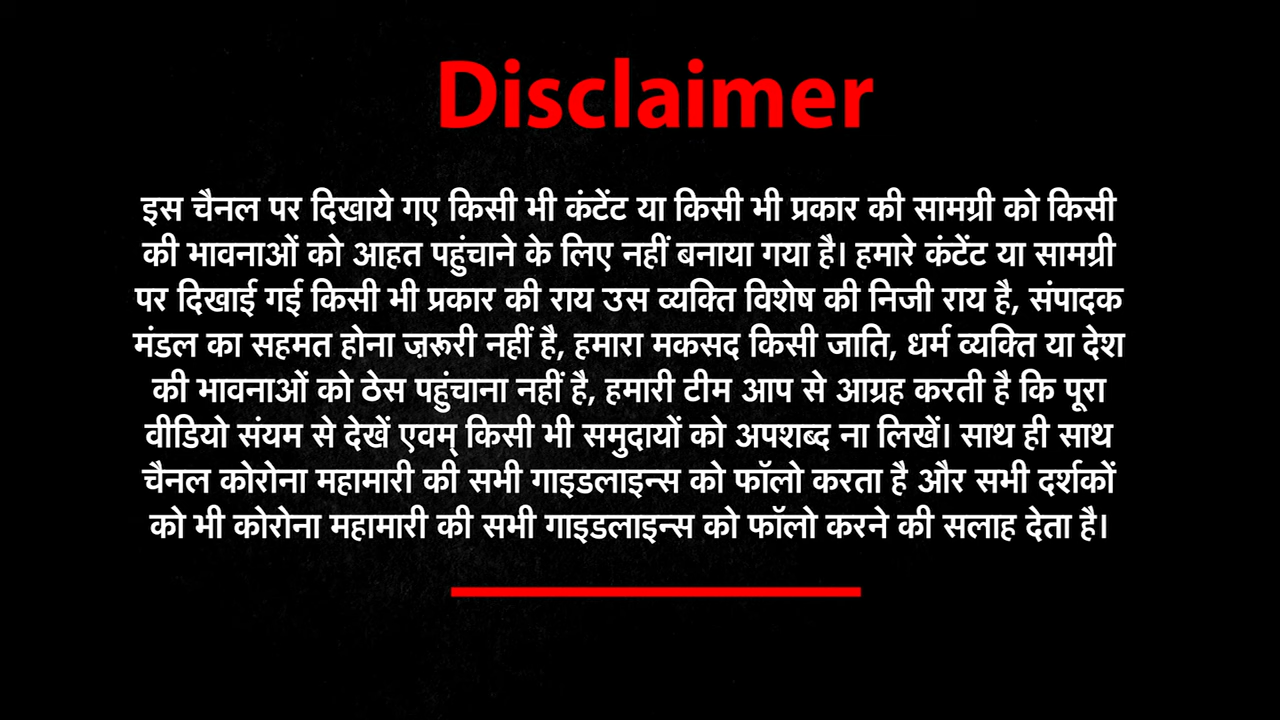 Disclaimer
इस चैनल पर दिखाये गए किसी भी कंटेंट या किसी भी प्रकार की सामग्री को किसी
की भावनाओं को आहत पहुंचाने के लिए नहीं बनाया गया है। हमारे कंटेंट या सामग्री
पर दिखाई गई किसी भी प्रकार की राय उस व्यक्ति विशेष की निजी राय है, संपादक
मंडल का सहमत होना ज़रूरी नहीं है, हमारा मकसद किसी जाति, धर्म व्यक्ति या देश
की भावनाओं को ठेस पहुंचाना नहीं है, हमारी टीम आप से आग्रह करती है कि पूरा
वीडियो संयम से देखें एवम् किसी भी समुदायों को अपशब्द ना लिखें। साथ ही साथ
चैनल कोरोना महामारी की सभी गाइडलाइन्स को फॉलो करता है और सभी दर्शकों
को भी कोरोना महामारी की सभी गाइडलाइन्स को फॉलो करने की सलाह देता है।